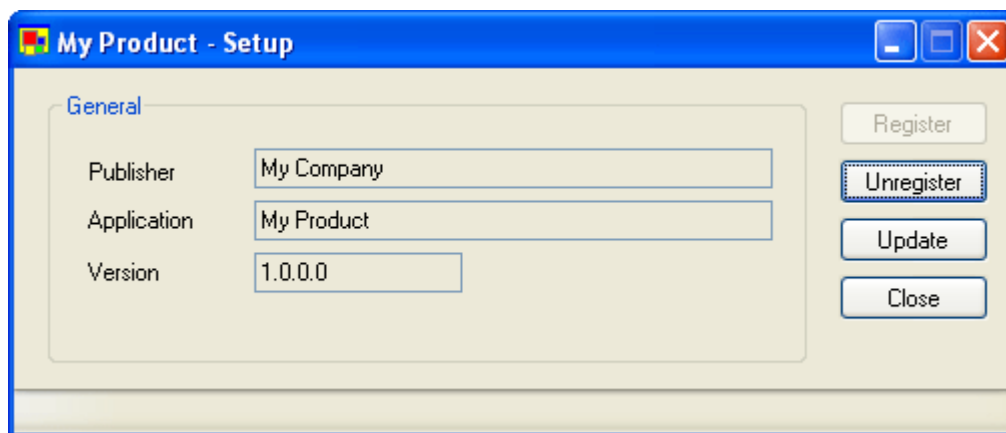 My Product - Setup
General
Publisher My Company
Application My Product
Version 1.0.0.0
Register
Unregister
Update
Close